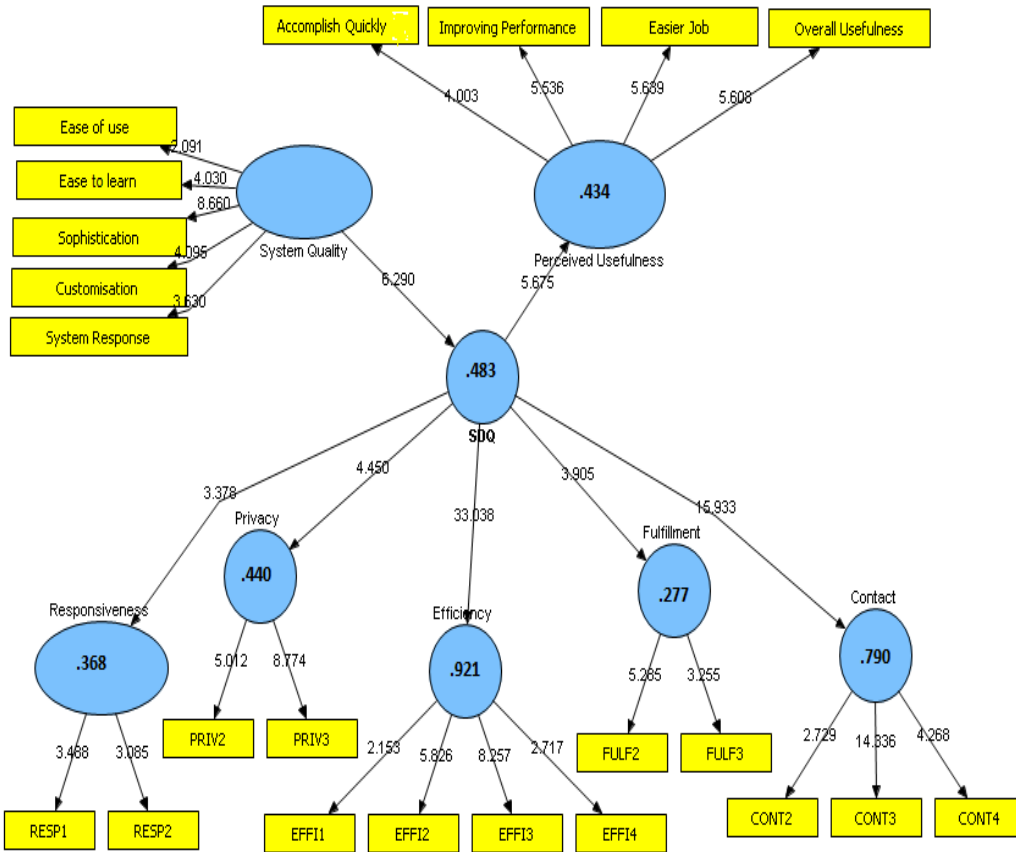 Accomplish Quickly
Improving Performance
Easier Job
Overall Usefulness
4.003
5.536
5.639
5.608
Ease of use
2.091
Ease to learn
4.030
8.660
Sophistication
4.095
Customisation
3.630
System Response
System Quality
.434
Perceived Usefulness
6.290
5.675
.483
SDQ
3.378
4.450
33.038
3.905
15.933
Responsiveness
.368
Privacy
.440
Efficiency
.921
Fulfillment
.277
Contact
.790
3.488
3.085
5.012
8.774
2.153
5.826
8.257
2.717
5.285
3.255
2.729
14.336
4.268
RESP1
RESP2
PRIV2
PRIV3
EFFI1
EFFI2
EFFI3
EFFI4
FULF2
FULF3
CONT2
CONT3
CONT4